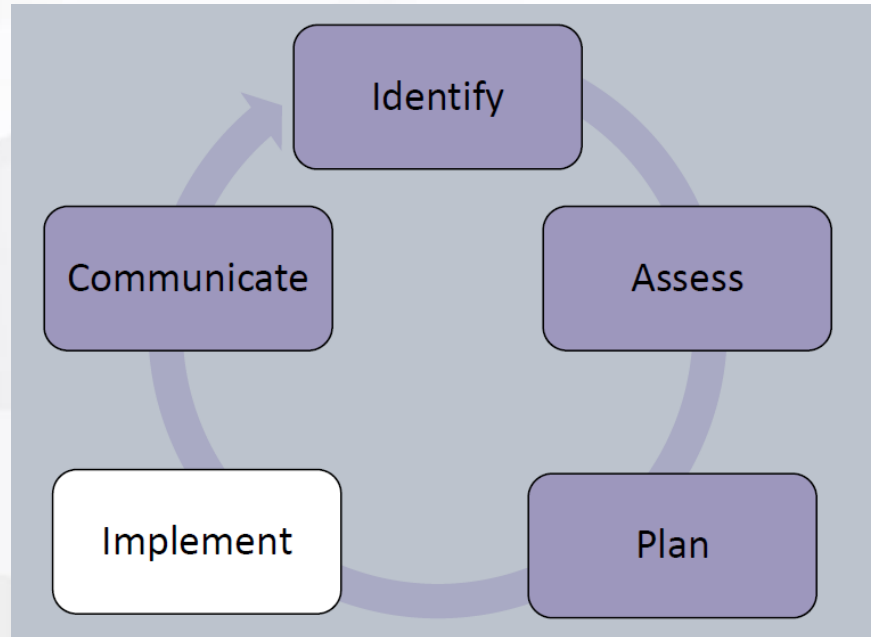 Identify
Assess
Plan
Implement
Communicate